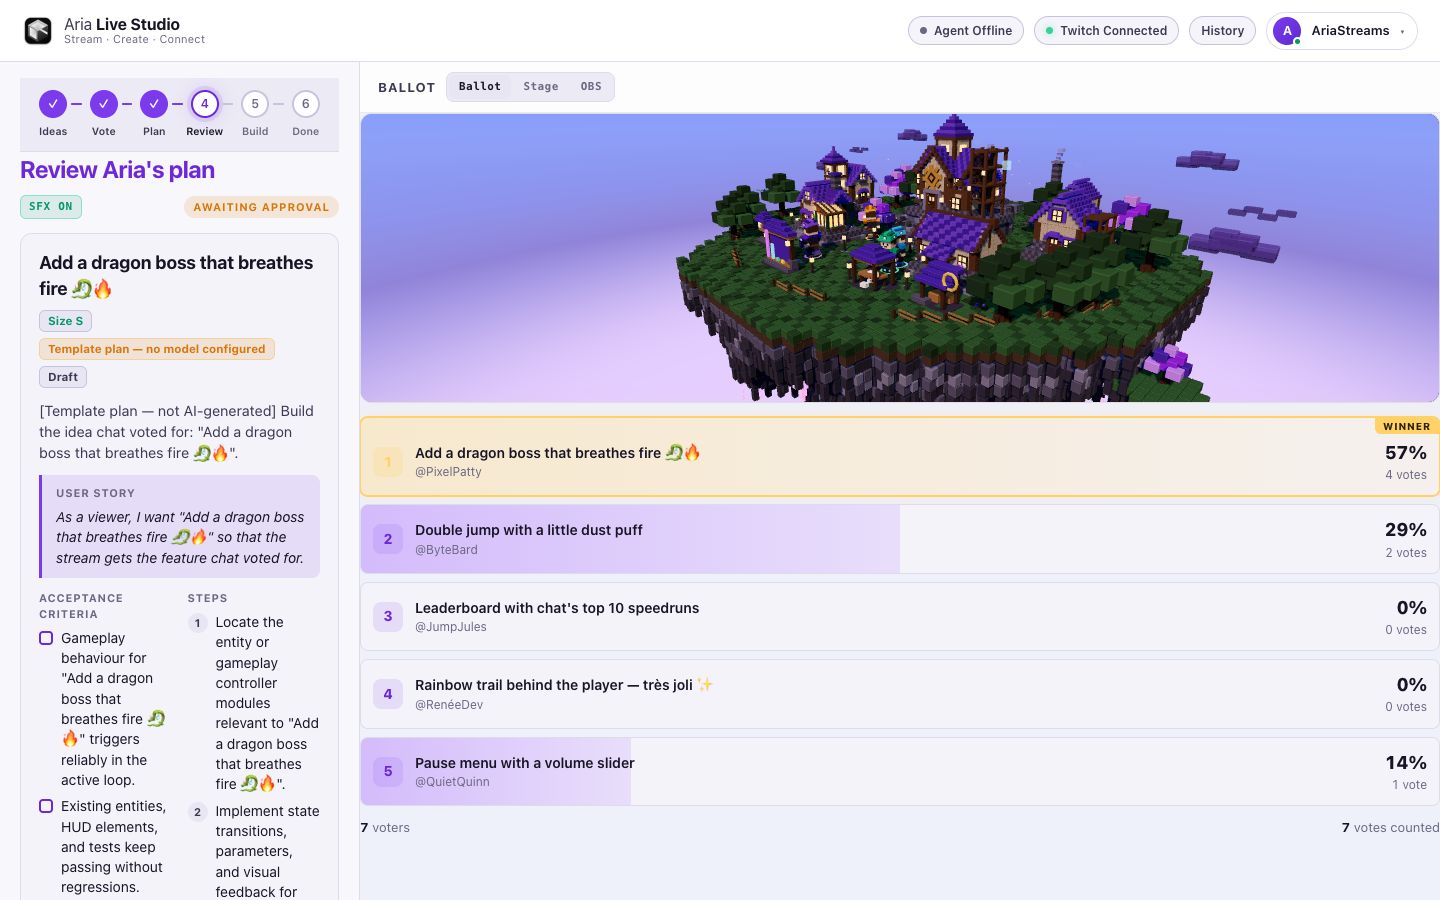 Aria Live Studio
Stream · Create · Connect
Agent Offline
Twitch Connected
History
A
AriaStreams
4
5
6
Ideas
Vote
Plan
Review
Build
Done
Review Aria's plan
SFX ON
AWAITING APPROVAL
Add a dragon boss that breathes
fire 🐉🔥
Size S
Template plan — no model configured
Draft
[Template plan — not AI-generated] Build
the idea chat voted for: "Add a dragon
boss that breathes fire 🐉🔥".
USER STORY
As a viewer, I want "Add a dragon boss
that breathes fire 🐉🔥" so that the
stream gets the feature chat voted for.
ACCEPTANCE
CRITERIA
Gameplay
behaviour for
"Add a dragon
boss that
breathes fire 🐉
🔥" triggers
reliably in the
active loop.
Existing entities,
HUD elements,
and tests keep
passing without
regressions.
STEPS
1
Locate the
entity or
gameplay
controller
modules
relevant to "Add
a dragon boss
that breathes
fire 🐉🔥".
2
Implement state
transitions,
parameters,
and visual
feedback for
BALLOT
Ballot
Stage
OBS
WINNER
1
Add a dragon boss that breathes fire 🐉🔥
@PixelPatty
57%
4 votes
2
Double jump with a little dust puff
@ByteBard
29%
2 votes
3
Leaderboard with chat's top 10 speedruns
@JumpJules
0%
0 votes
4
Rainbow trail behind the player — très joli ✨
@RenéeDev
0%
0 votes
5
Pause menu with a volume slider
@QuietQuinn
14%
1 vote
7 voters
7 votes counted